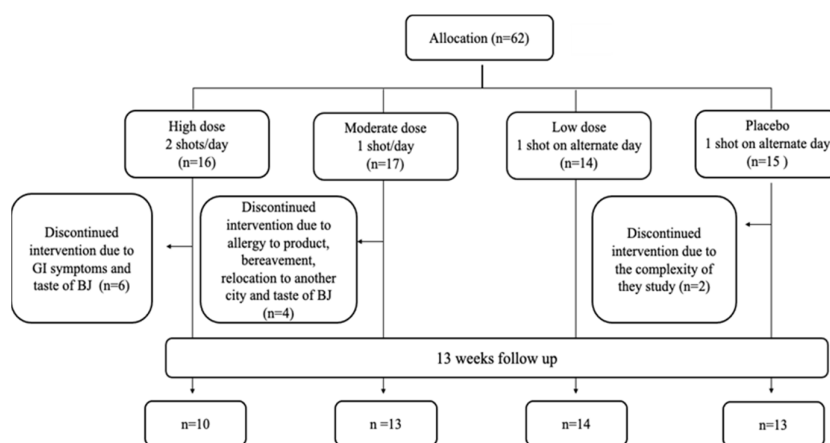 Allocation (n=62)
High dose
2 shots/day
(n=16)
Moderate dose
1 shot/day
(n=17)
Low dose
1 shot on alternate day
(n=14)
Placebo
1 shot on alternate day
(n=15 )
Discontinued
intervention due to
GI symptoms and
taste of BJ (n=6)
Discontinued
intervention due to
allergy to product,
bereavement,
relocation to another
city and taste of BJ
(n=4)
Discontinued
intervention due to
the complexity of
they study (n=2)
13 weeks follow up
n=10
n =13
n=14
n=13